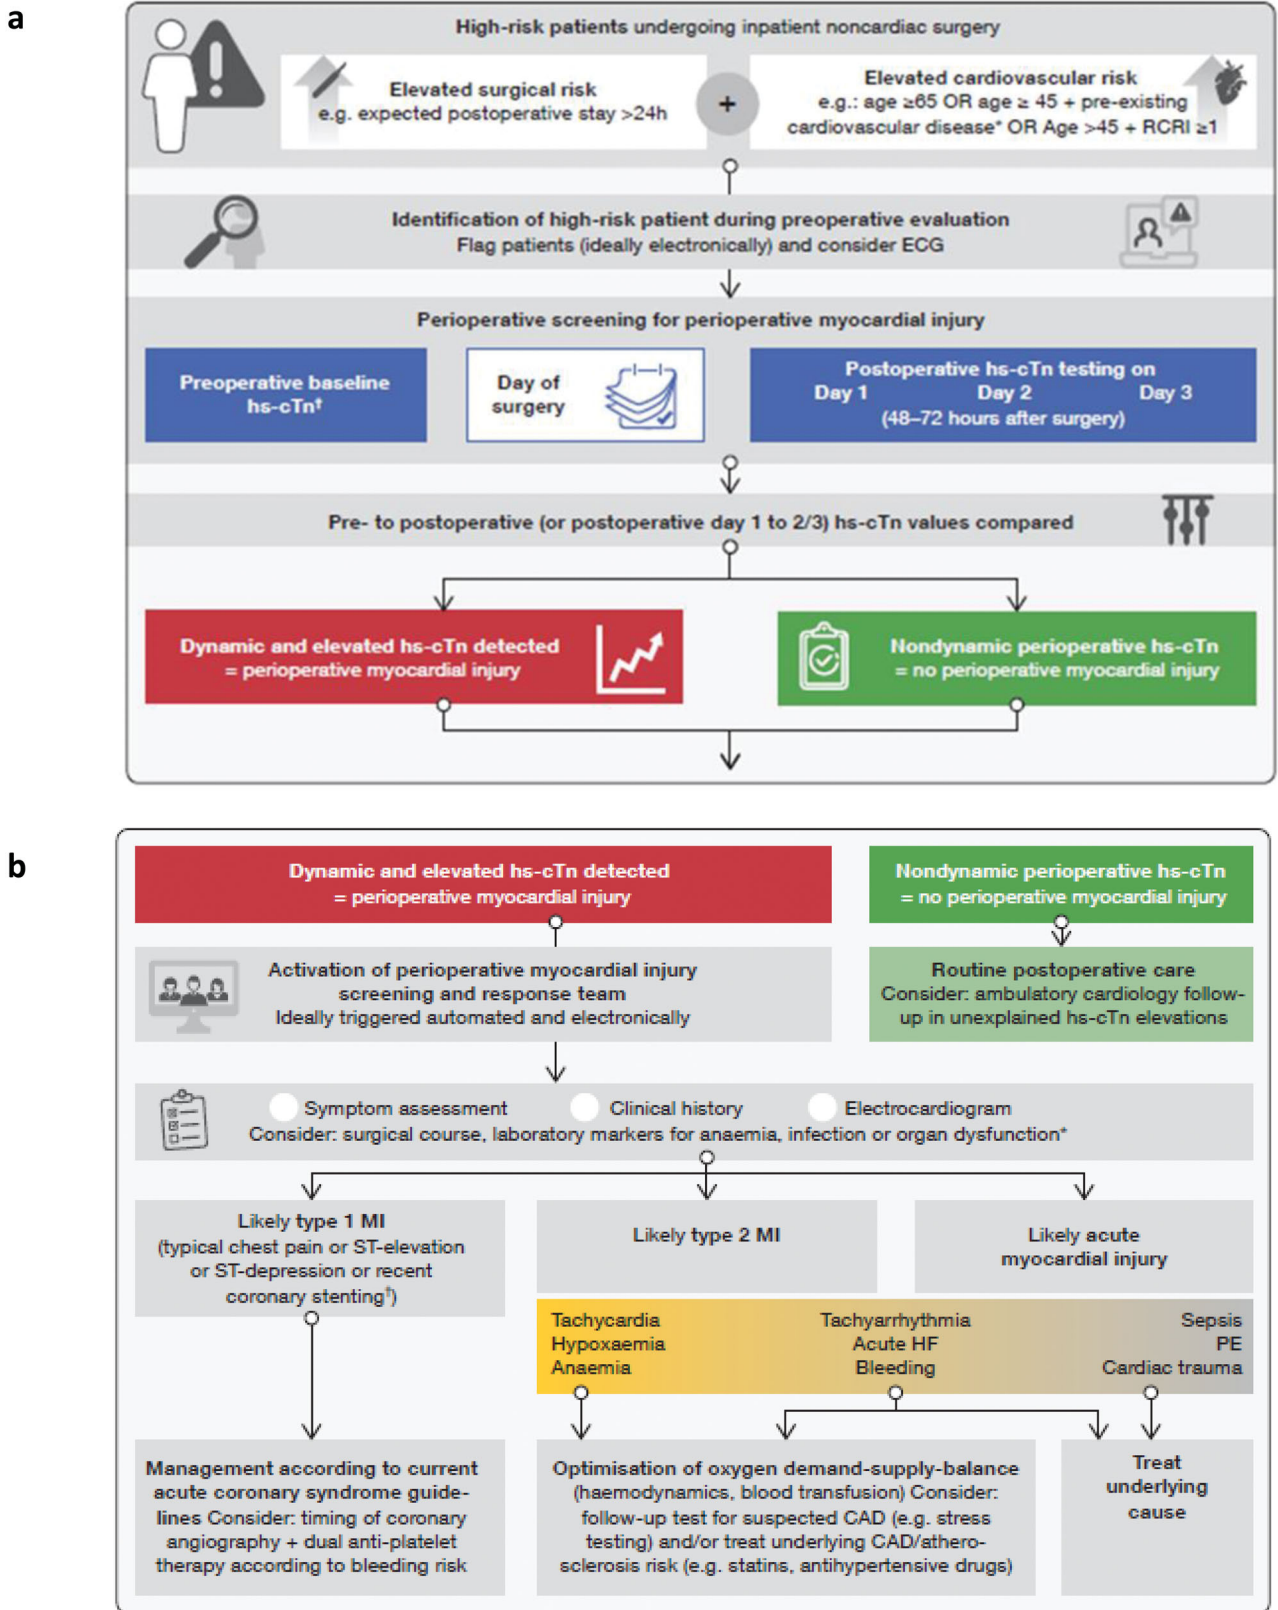 a
High-risk patients undergoing inpatient noncardiac surgery
Elevated surgical risk
e.g. expected postoperative stay >24h
+
Elevated cardiovascular risk
e.g.: age ≥65 OR age ≥ 45 + pre-existing
cardiovascular disease* OR Age >45 + RCRI ≥1
Identification of high-risk patient during preoperative evaluation
Flag patients (ideally electronically) and consider ECG
Perioperative screening for perioperative myocardial injury
Preoperative baseline
hs-cTn†
Day of
surgery
Postoperative hs-cTn testing on
Day 1 Day 2 Day 3
(48–72 hours after surgery)
Pre- to postoperative (or postoperative day 1 to 2/3) hs-cTn values compared
Dynamic and elevated hs-cTn detected
= perioperative myocardial injury
Nondynamic perioperative hs-cTn
= no perioperative myocardial injury
b
Dynamic and elevated hs-cTn detected
= perioperative myocardial injury
Nondynamic perioperative hs-cTn
= no perioperative myocardial injury
Activation of perioperative myocardial injury
screening and response team
Ideally triggered automated and electronically
Routine postoperative care
Consider: ambulatory cardiology follow-
up in unexplained hs-cTn elevations
Symptom assessment Clinical history Electrocardiogram
Consider: surgical course, laboratory markers for anaemia, infection or organ dysfunction*
Likely type 1 MI
(typical chest pain or ST-elevation
or ST-depression or recent
coronary stenting†)
Likely type 2 MI
Likely acute
myocardial injury
Tachycardia
Hypoxaemia
Anaemia
Tachyarrhythmia
Acute HF
Bleeding
Sepsis
PE
Cardiac trauma
Management according to current
acute coronary syndrome guide-
lines Consider: timing of coronary
angiography + dual anti-platelet
therapy according to bleeding risk
Optimisation of oxygen demand-supply-balance
(haemodynamics, blood transfusion) Consider:
follow-up test for suspected CAD (e.g. stress
testing) and/or treat underlying CAD/athero-
sclerosis risk (e.g. statins, antihypertensive drugs)
Treat
underlying
cause